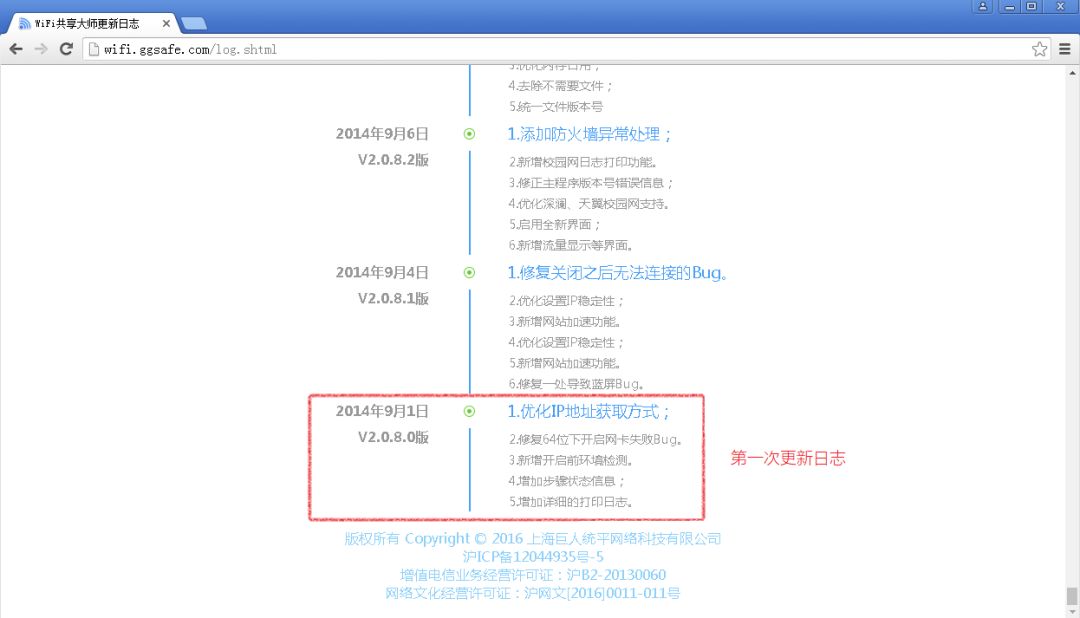 WiFi共享大师更新日志
wifi.ggsafe.com/log.shtml
3.优化内存占用；
4.去除不需要文件；
5.统一文件版本号
2014年9月6日
V2.0.8.2版
1.添加防火墙异常处理；
2.新增校园网日志打印功能。
3.修正主程序版本号错误信息；
4.优化深澜、天翼校园网支持。
5.启用全新界面；
6.新增流量显示等界面。
2014年9月4日
V2.0.8.1版
1.修复关闭之后无法连接的Bug。
2.优化设置IP稳定性；
3.新增网站加速功能。
4.优化设置IP稳定性；
5.新增网站加速功能。
6.修复一处导致蓝屏Bug。
2014年9月1日
V2.0.8.0版
1.优化IP地址获取方式；
2.修复64位下开启网卡失败Bug。
3.新增开启前环境检测。
4.增加步骤状态信息；
5.增加详细的打印日志。
第一次更新日志
版权所有 Copyright © 2016 上海巨人统平网络科技有限公司
沪ICP备12044935号-5
增值电信业务经营许可证：沪B2-20130060
网络文化经营许可证：沪网文[2016]0011-011号